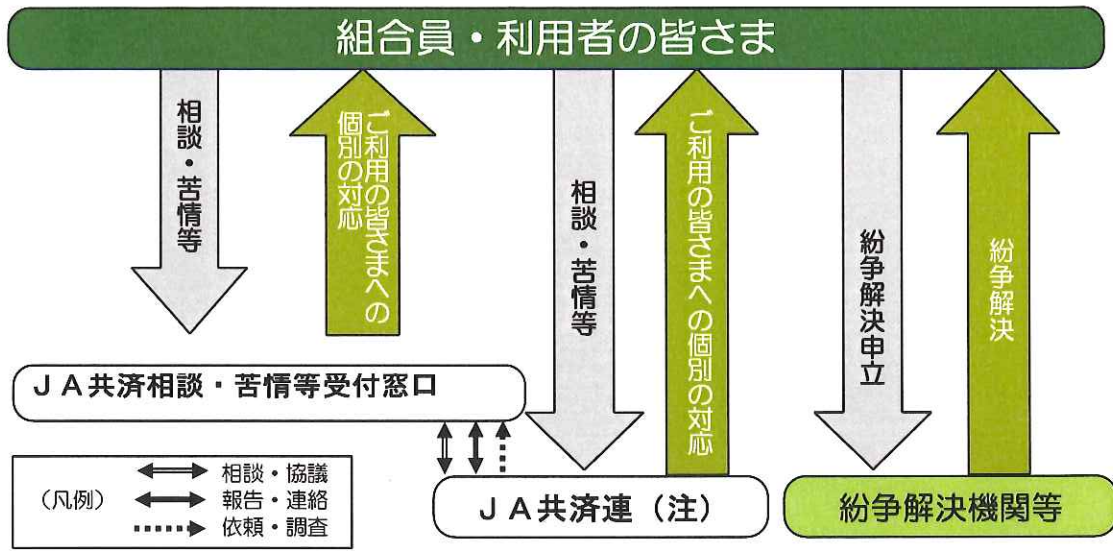 組合員・利用者の皆さま
相談・苦情等
ご利用の皆さまへの
個別の対応
相談・苦情等
ご利用の皆さまへの個別の対応
紛争解決申立
紛争解決
ＪＡ共済相談・苦情等受付窓口
（凡例）
相談・協議
報告・連絡
依頼・調査
ＪＡ共済連（注）
紛争解決機関等